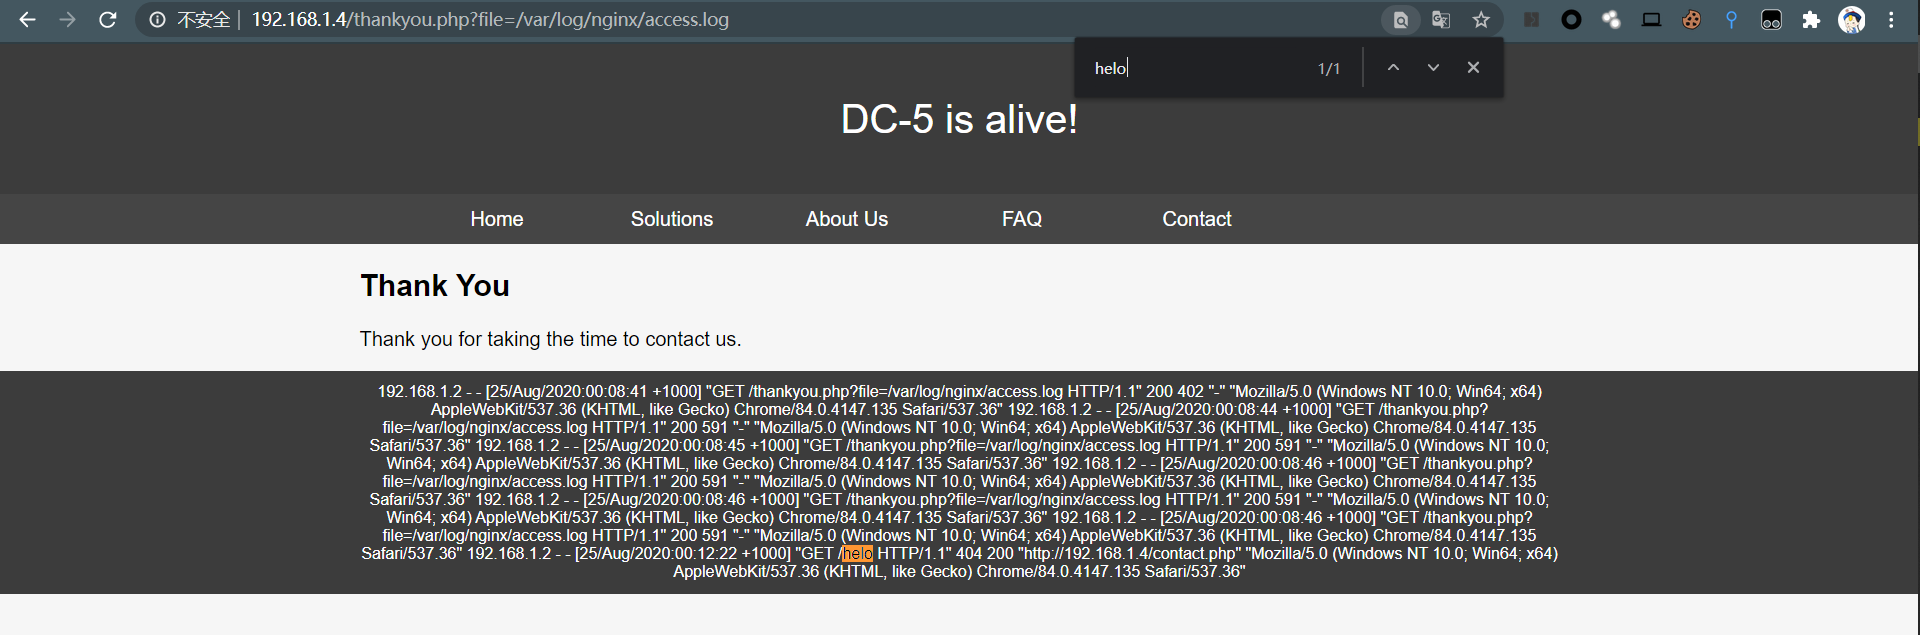 不安全 | 192.168.1.4/thankyou.php?file=/var/log/nginx/access.log
helo 1/1
DC-5 is alive!
Home Solutions About Us FAQ Contact
Thank You
Thank you for taking the time to contact us.
192.168.1.2 - - [25/Aug/2020:00:08:41 +1000] "GET /thankyou.php?file=/var/log/nginx/access.log HTTP/1.1" 200 402 "-" "Mozilla/5.0 (Windows NT 10.0; Win64; x64)
AppleWebKit/537.36 (KHTML, like Gecko) Chrome/84.0.4147.135 Safari/537.36" 192.168.1.2 - - [25/Aug/2020:00:08:44 +1000] "GET /thankyou.php?
file=/var/log/nginx/access.log HTTP/1.1" 200 591 "-" "Mozilla/5.0 (Windows NT 10.0; Win64; x64) AppleWebKit/537.36 (KHTML, like Gecko) Chrome/84.0.4147.135
Safari/537.36" 192.168.1.2 - - [25/Aug/2020:00:08:45 +1000] "GET /thankyou.php?file=/var/log/nginx/access.log HTTP/1.1" 200 591 "-" "Mozilla/5.0 (Windows NT 10.0;
Win64; x64) AppleWebKit/537.36 (KHTML, like Gecko) Chrome/84.0.4147.135 Safari/537.36" 192.168.1.2 - - [25/Aug/2020:00:08:46 +1000] "GET /thankyou.php?
file=/var/log/nginx/access.log HTTP/1.1" 200 591 "-" "Mozilla/5.0 (Windows NT 10.0; Win64; x64) AppleWebKit/537.36 (KHTML, like Gecko) Chrome/84.0.4147.135
Safari/537.36" 192.168.1.2 - - [25/Aug/2020:00:08:46 +1000] "GET /thankyou.php?file=/var/log/nginx/access.log HTTP/1.1" 200 591 "-" "Mozilla/5.0 (Windows NT 10.0;
Win64; x64) AppleWebKit/537.36 (KHTML, like Gecko) Chrome/84.0.4147.135 Safari/537.36" 192.168.1.2 - - [25/Aug/2020:00:08:46 +1000] "GET /thankyou.php?
file=/var/log/nginx/access.log HTTP/1.1" 200 591 "-" "Mozilla/5.0 (Windows NT 10.0; Win64; x64) AppleWebKit/537.36 (KHTML, like Gecko) Chrome/84.0.4147.135
Safari/537.36" 192.168.1.2 - - [25/Aug/2020:00:12:22 +1000] "GET /helo HTTP/1.1" 404 200 "http://192.168.1.4/contact.php" "Mozilla/5.0 (Windows NT 10.0; Win64; x64)
AppleWebKit/537.36 (KHTML, like Gecko) Chrome/84.0.4147.135 Safari/537.36"